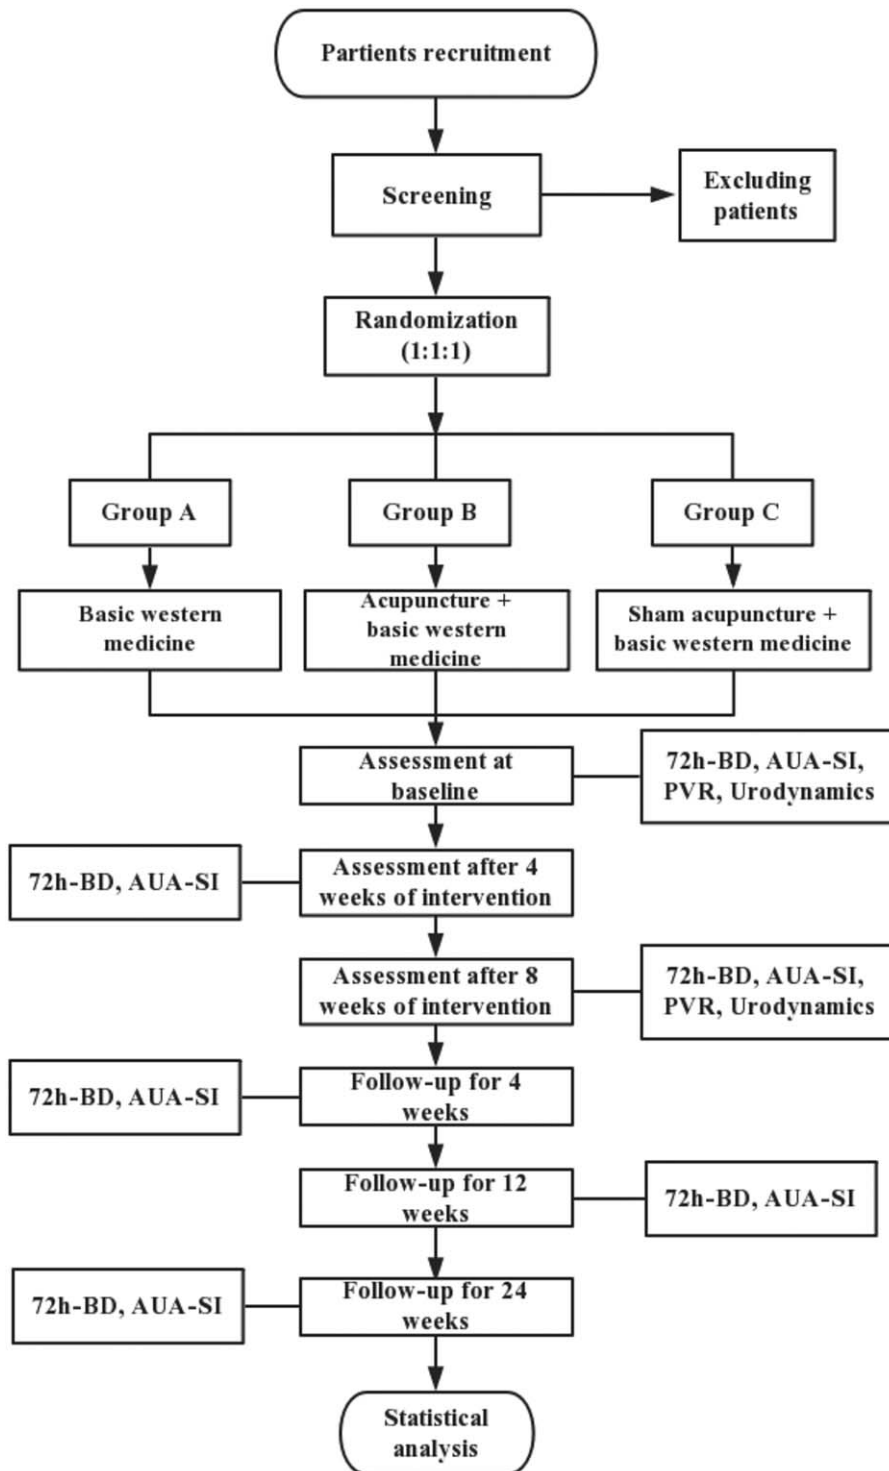 Partients recruitment
Screening
Excluding
patients
Randomization
(1:1:1)
Group A
Group B
Group C
Basic western
medicine
Acupuncture +
basic western
medicine
Sham acupuncture +
basic western medicine
Assessment at
baseline
72h-BD, AUA-SI,
PVR, Urodynamics
72h-BD, AUA-SI
Assessment after 4
weeks of intervention
Assessment after 8
weeks of intervention
72h-BD, AUA-SI,
PVR, Urodynamics
72h-BD, AUA-SI
Follow-up for 4
weeks
Follow-up for 12
weeks
72h-BD, AUA-SI
72h-BD, AUA-SI
Follow-up for 24
weeks
Statistical
analysis